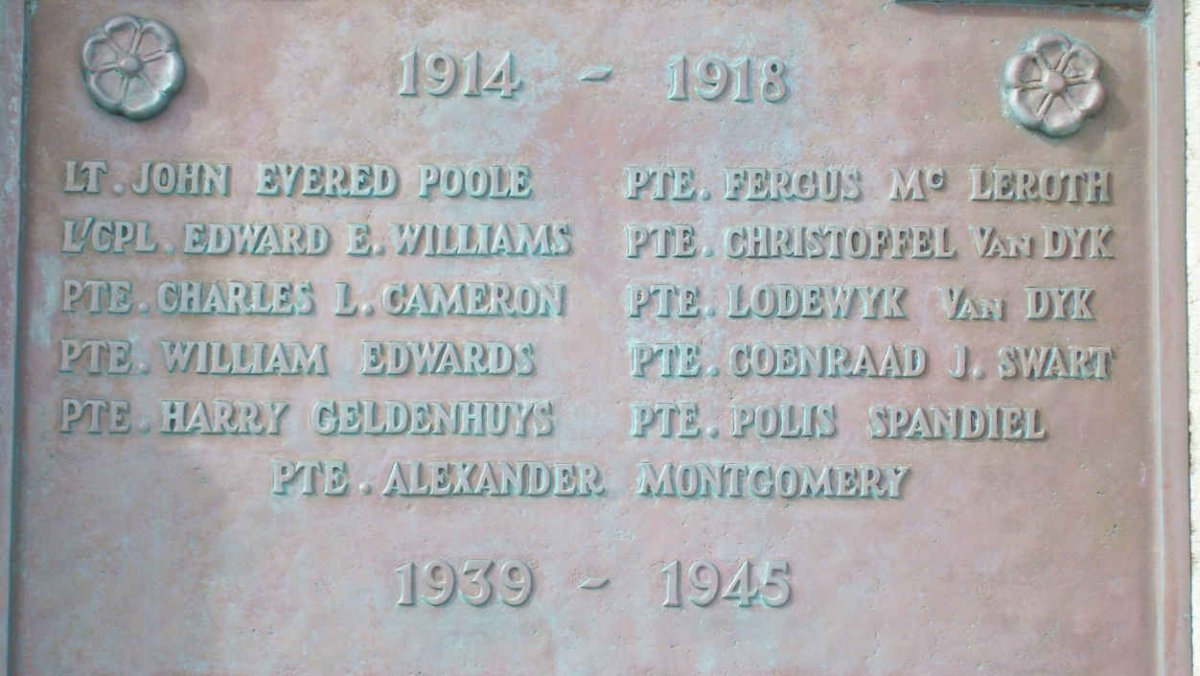 1914 - 1918
LT. JOHN EVERED POOLE
L'CPL. EDWARD E. WILLIAMS
PTE. CHARLES L. CAMERON
PTE. WILLIAM EDWARDS
PTE. HARRY GELDENHUYS
PTE. FERGUS Mc LEROTH
PTE. CHRISTOFFEL VAN DYK
PTE. LODEWYK VAN DYK
PTE. COENRAAD J. SWART
PTE. POLIS SPANDIEL
PTE. ALEXANDER MONTGOMERY
1939 - 1945